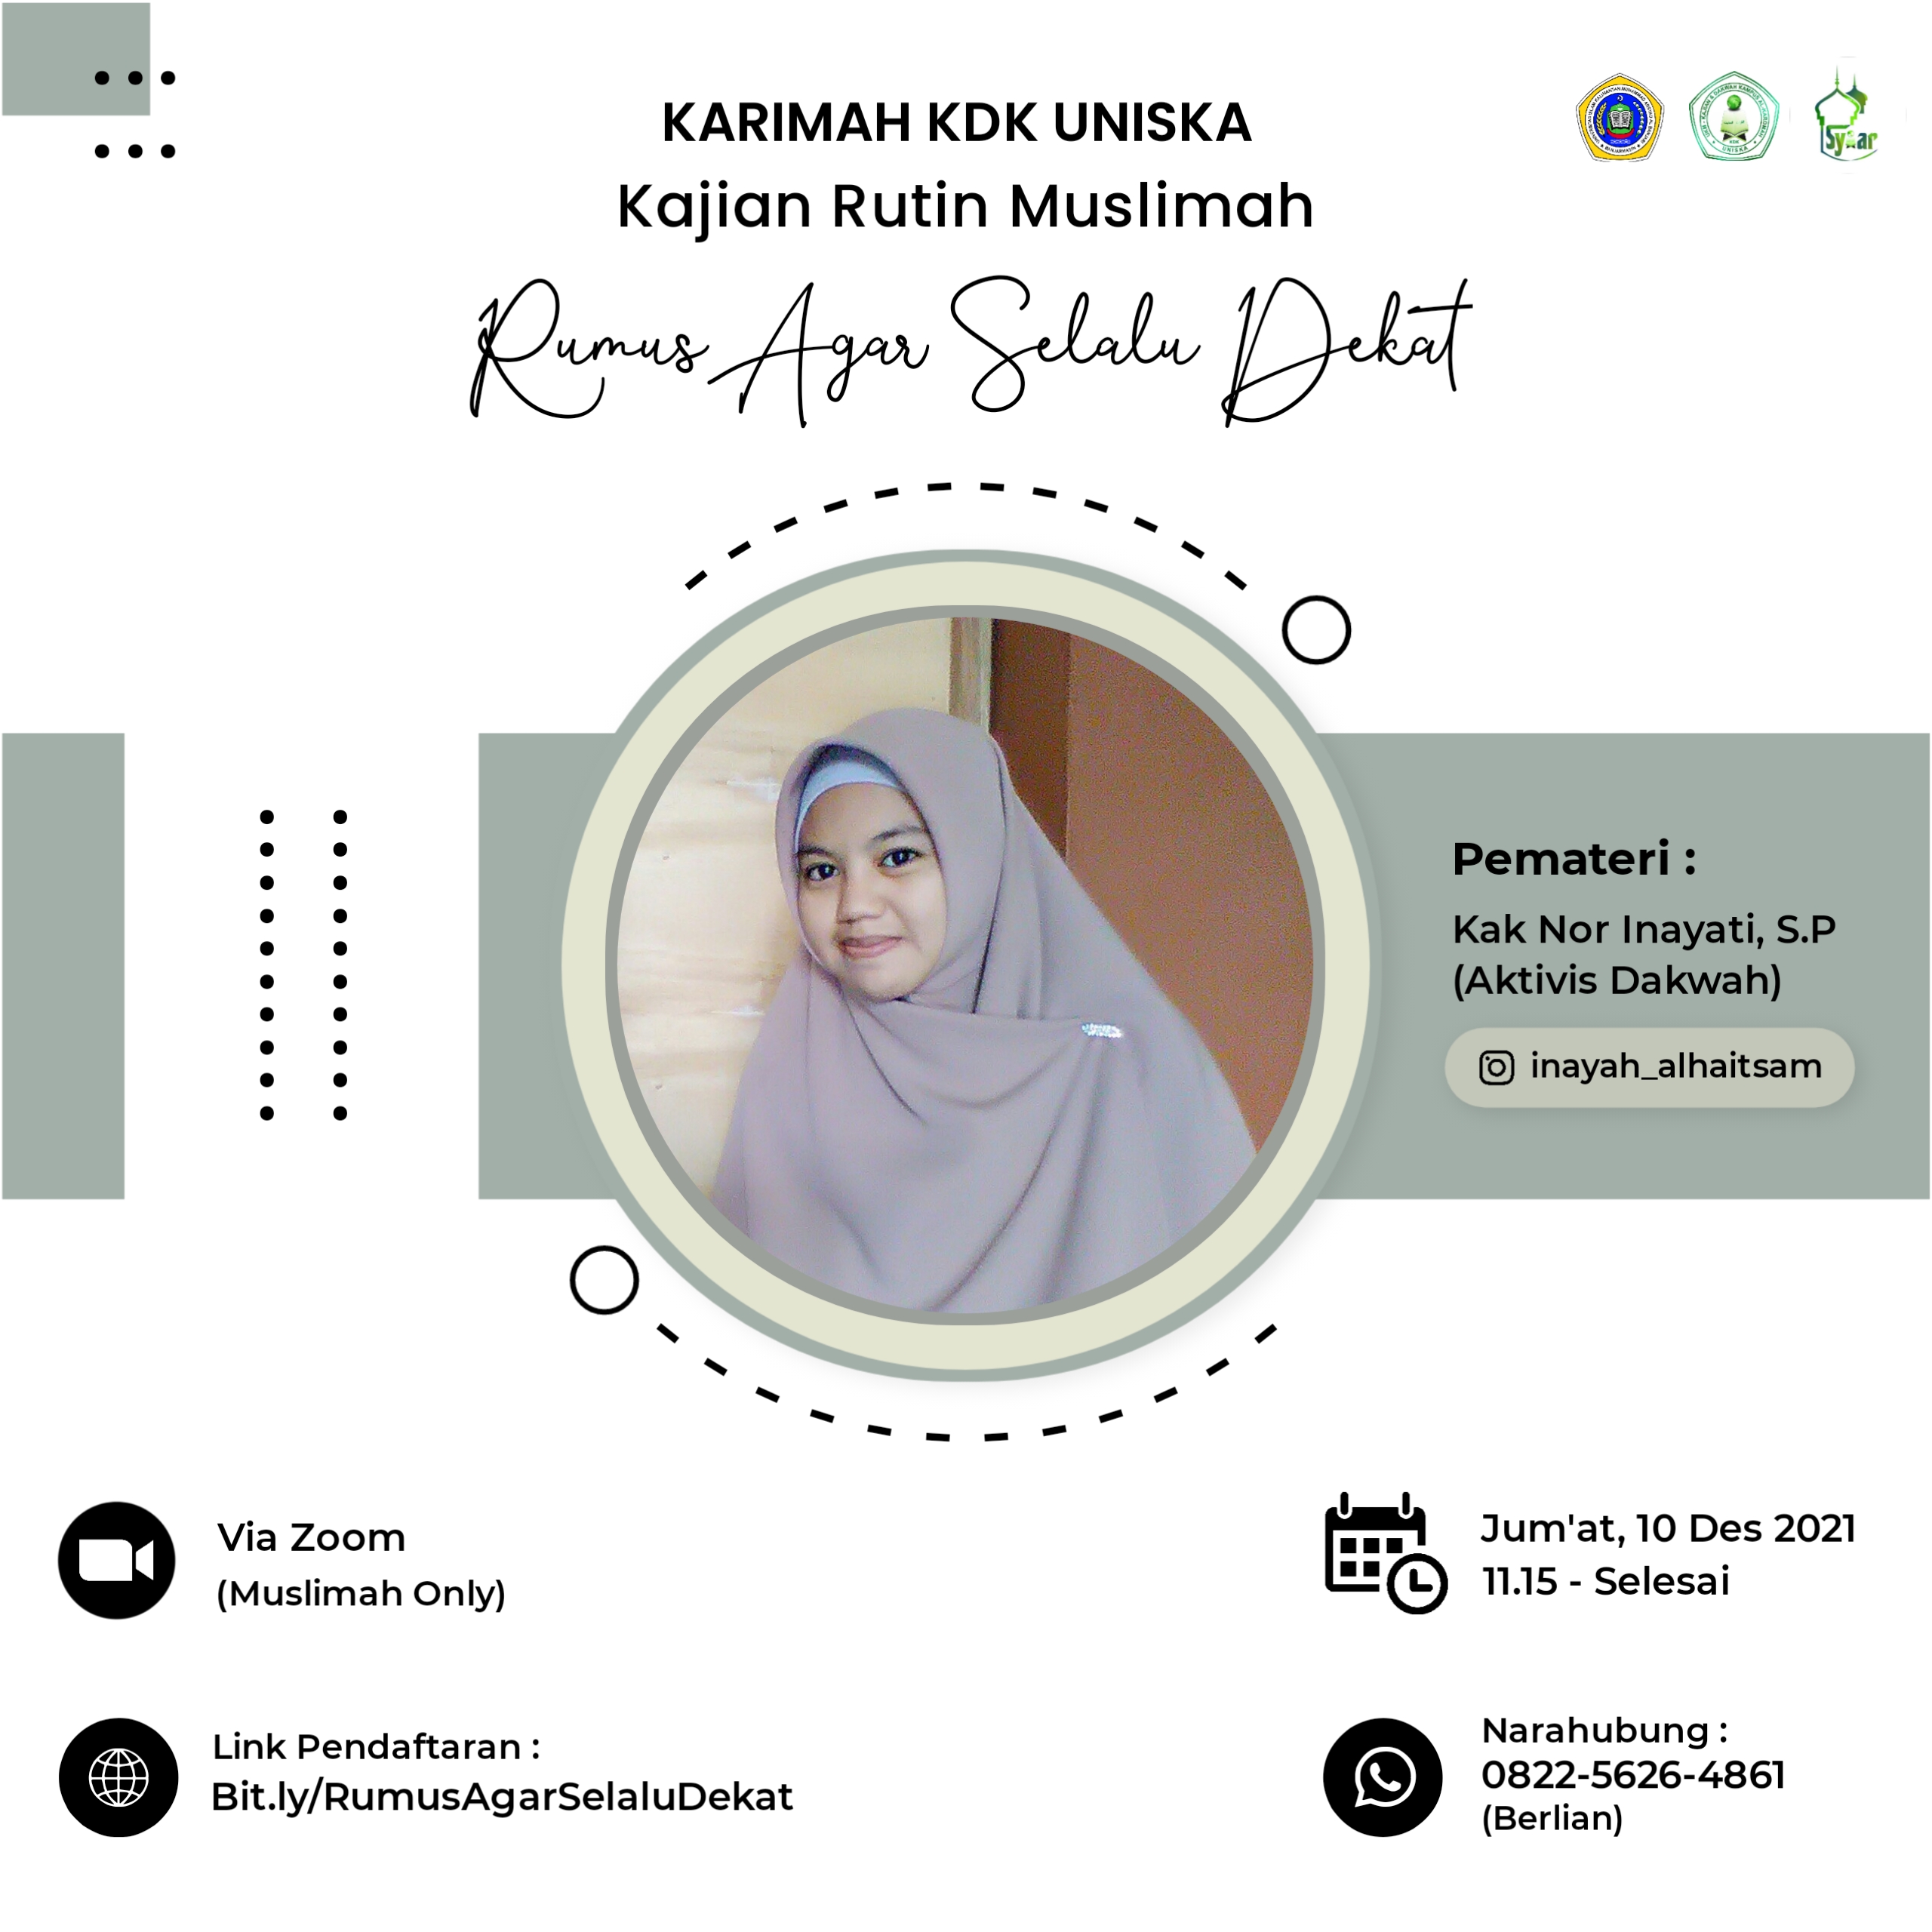 KARIMAH KDK UNISKA
Kajian Rutin Muslimah
Rumus Agar Selalu Dekat
Syiar
UNISKA
Pemateri :
Kak Nor Inayati, S.P
(Aktivis Dakwah)
inayah_alhaitsam
Via Zoom
(Muslimah Only)
Jum'at, 10 Des 2021
11.15 - Selesai
Link Pendaftaran :
Bit.ly/RumusAgarSelaluDekat
Narahubung :
0822-5626-4861
(Berlian)